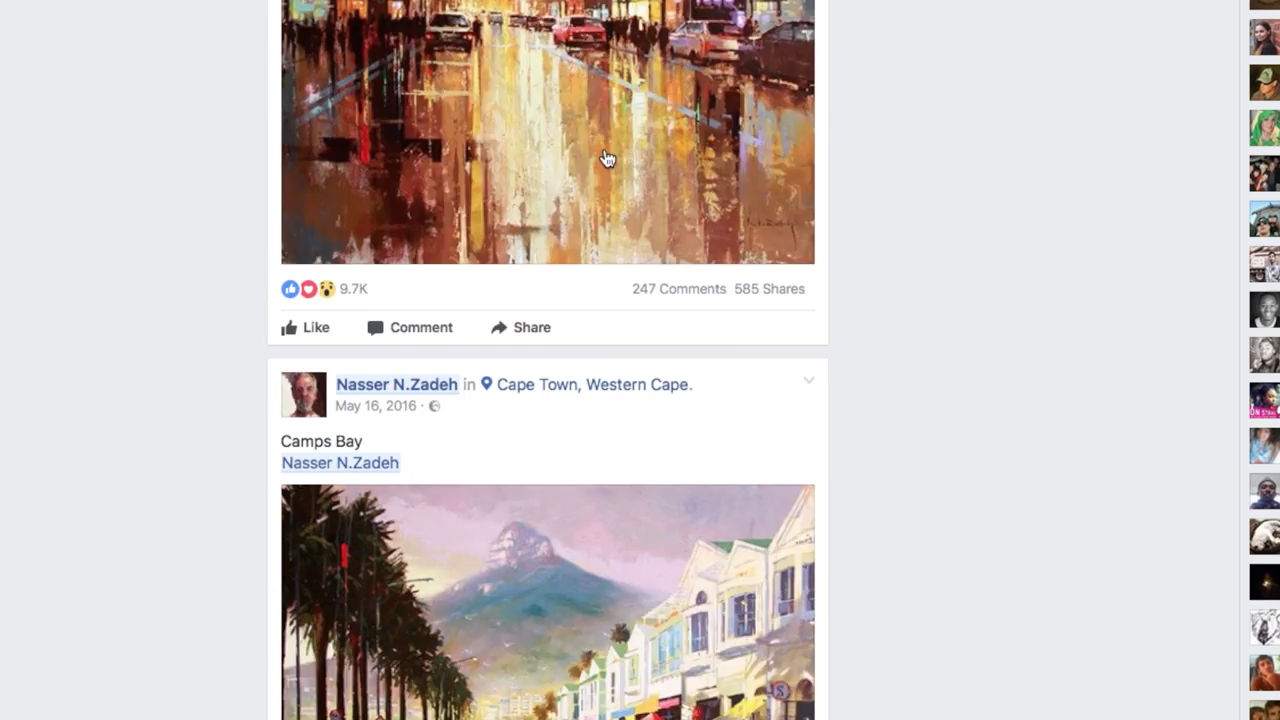 9.7K 247 Comments 585 Shares
Like Comment Share
Nasser N.Zadeh in Cape Town, Western Cape.
May 16, 2016 ·
Camps Bay
Nasser N.Zadeh
S